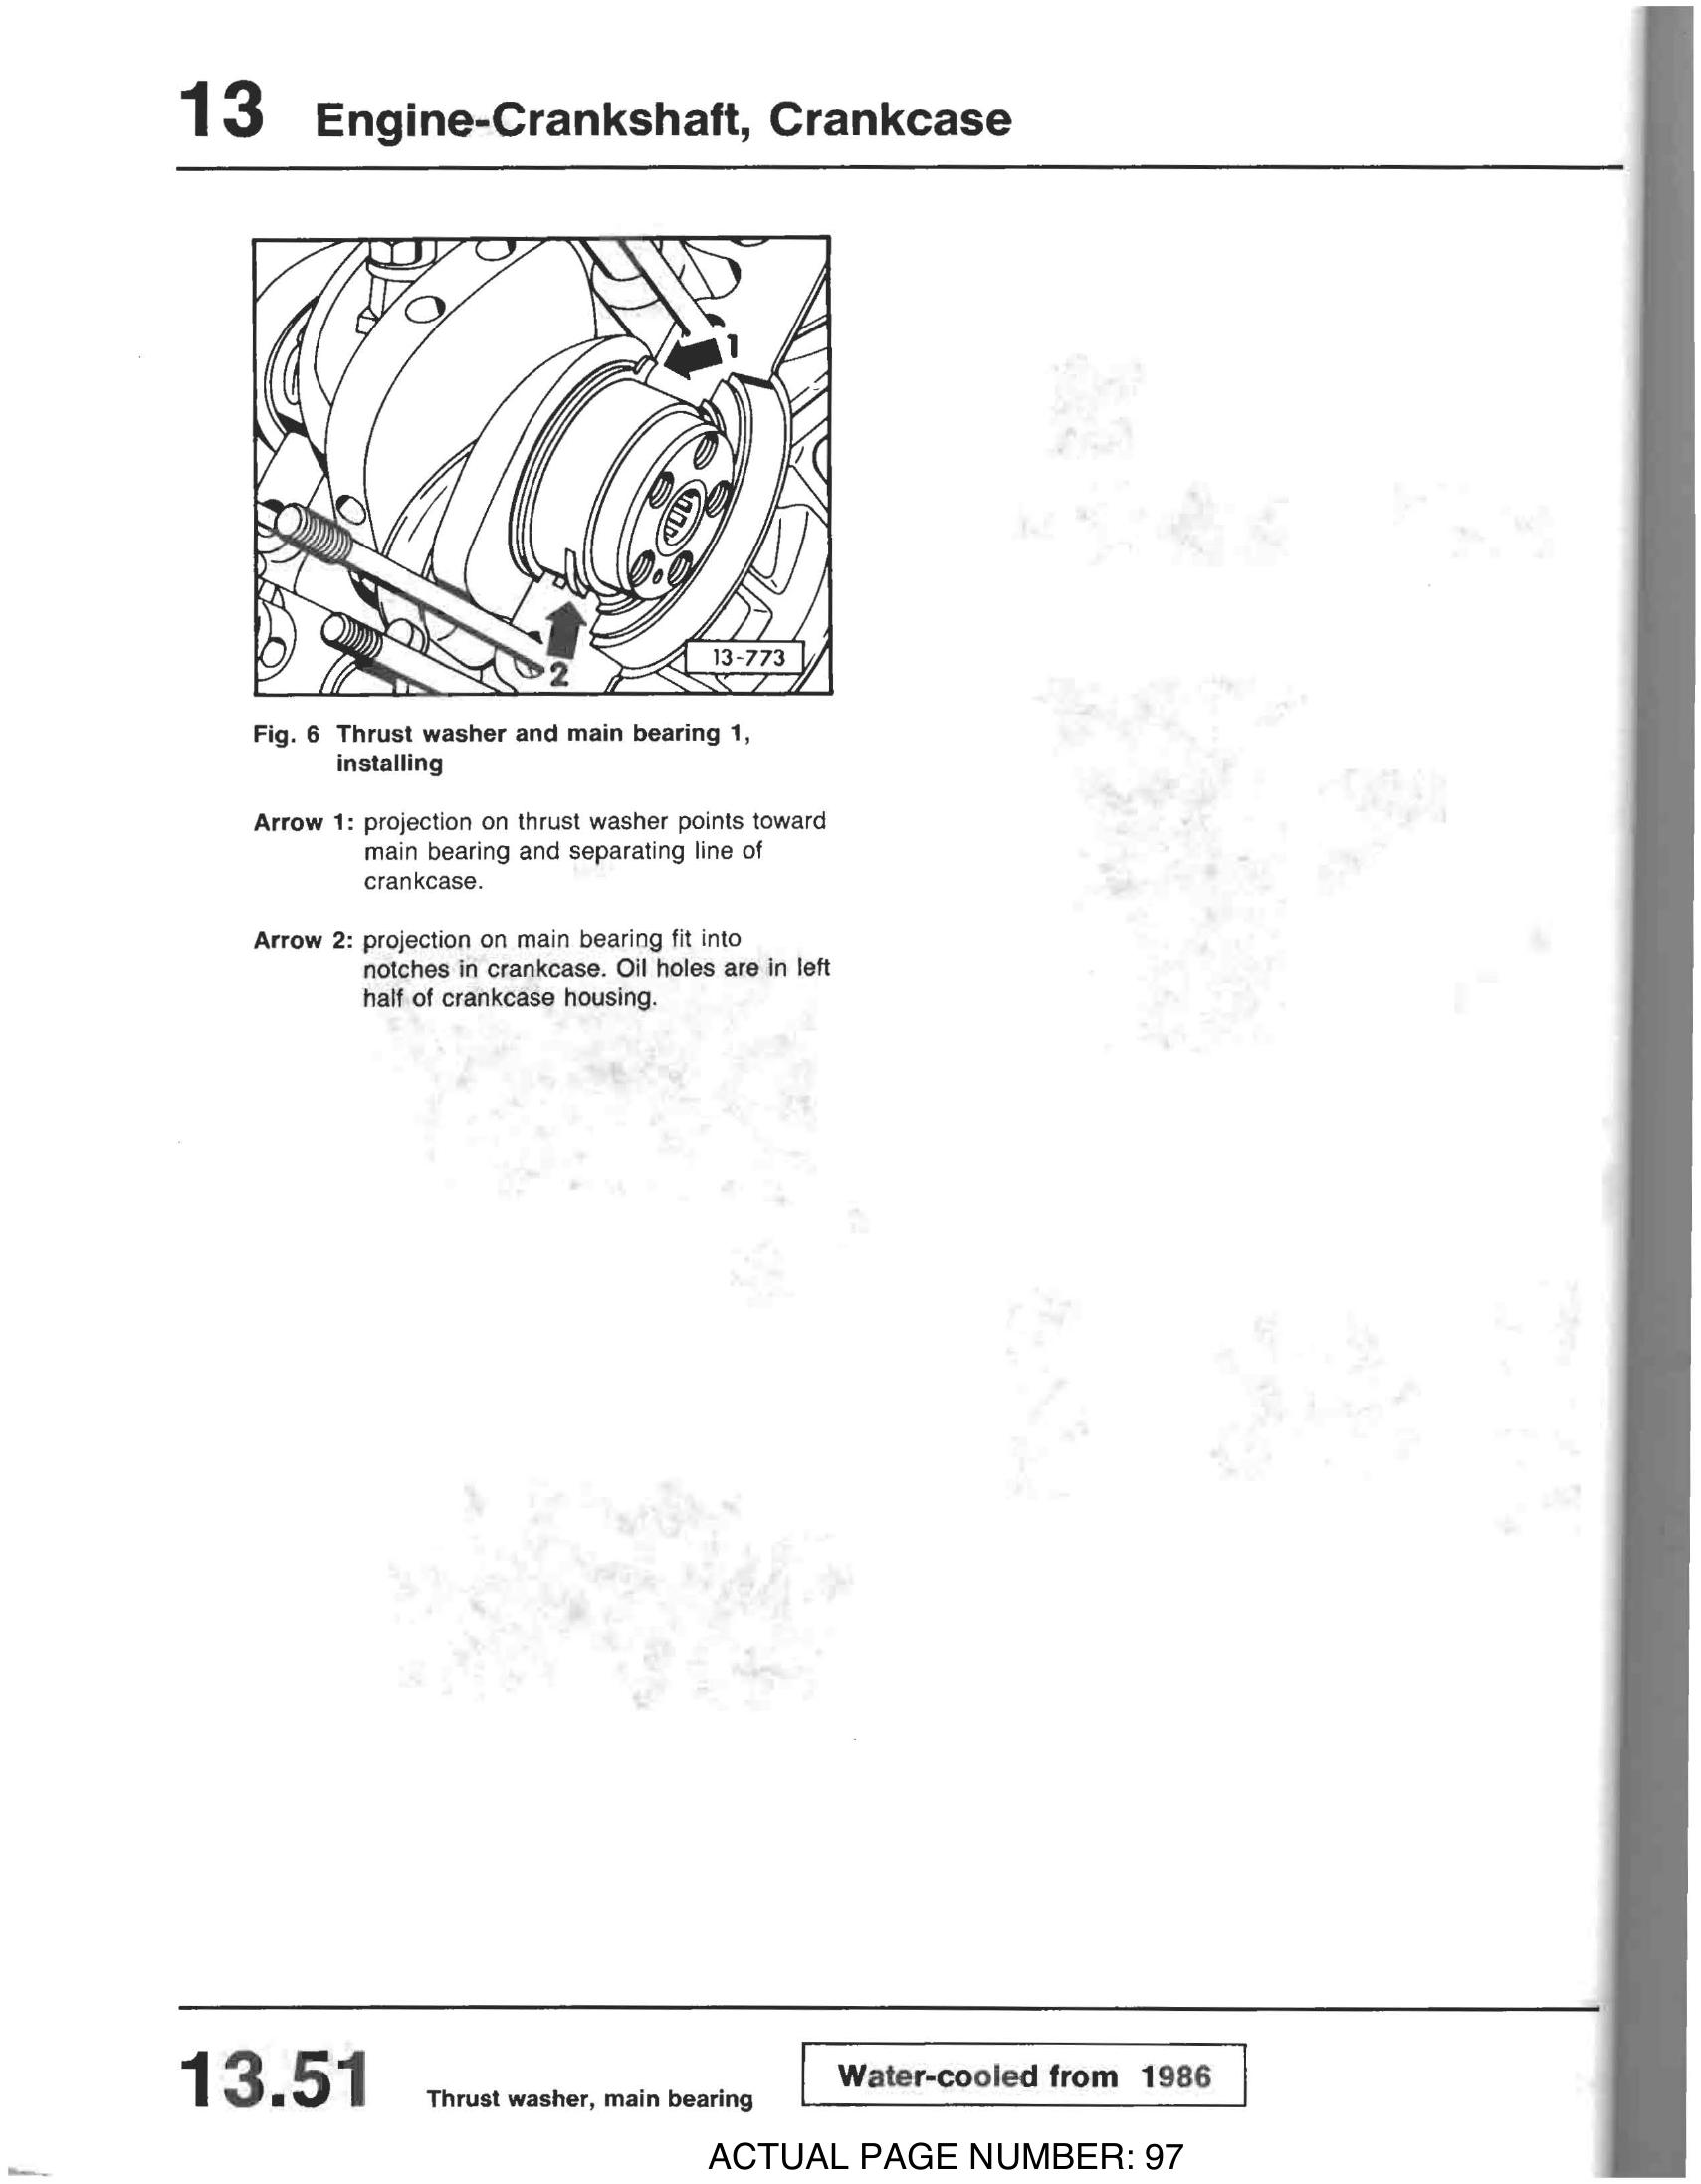 13 Engine-Crankshaft, Crankcase
1
2
13-773
Fig. 6 Thrust washer and main bearing 1,
installing
Arrow 1: projection on thrust washer points toward
main bearing and separating line of
crankcase.
Arrow 2: projection on main bearing fit into
notches in crankcase. Oil holes are in left
half of crankcase housing.
13.51 Thrust washer, main bearing
Water-cooled from 1986
ACTUAL PAGE NUMBER: 97